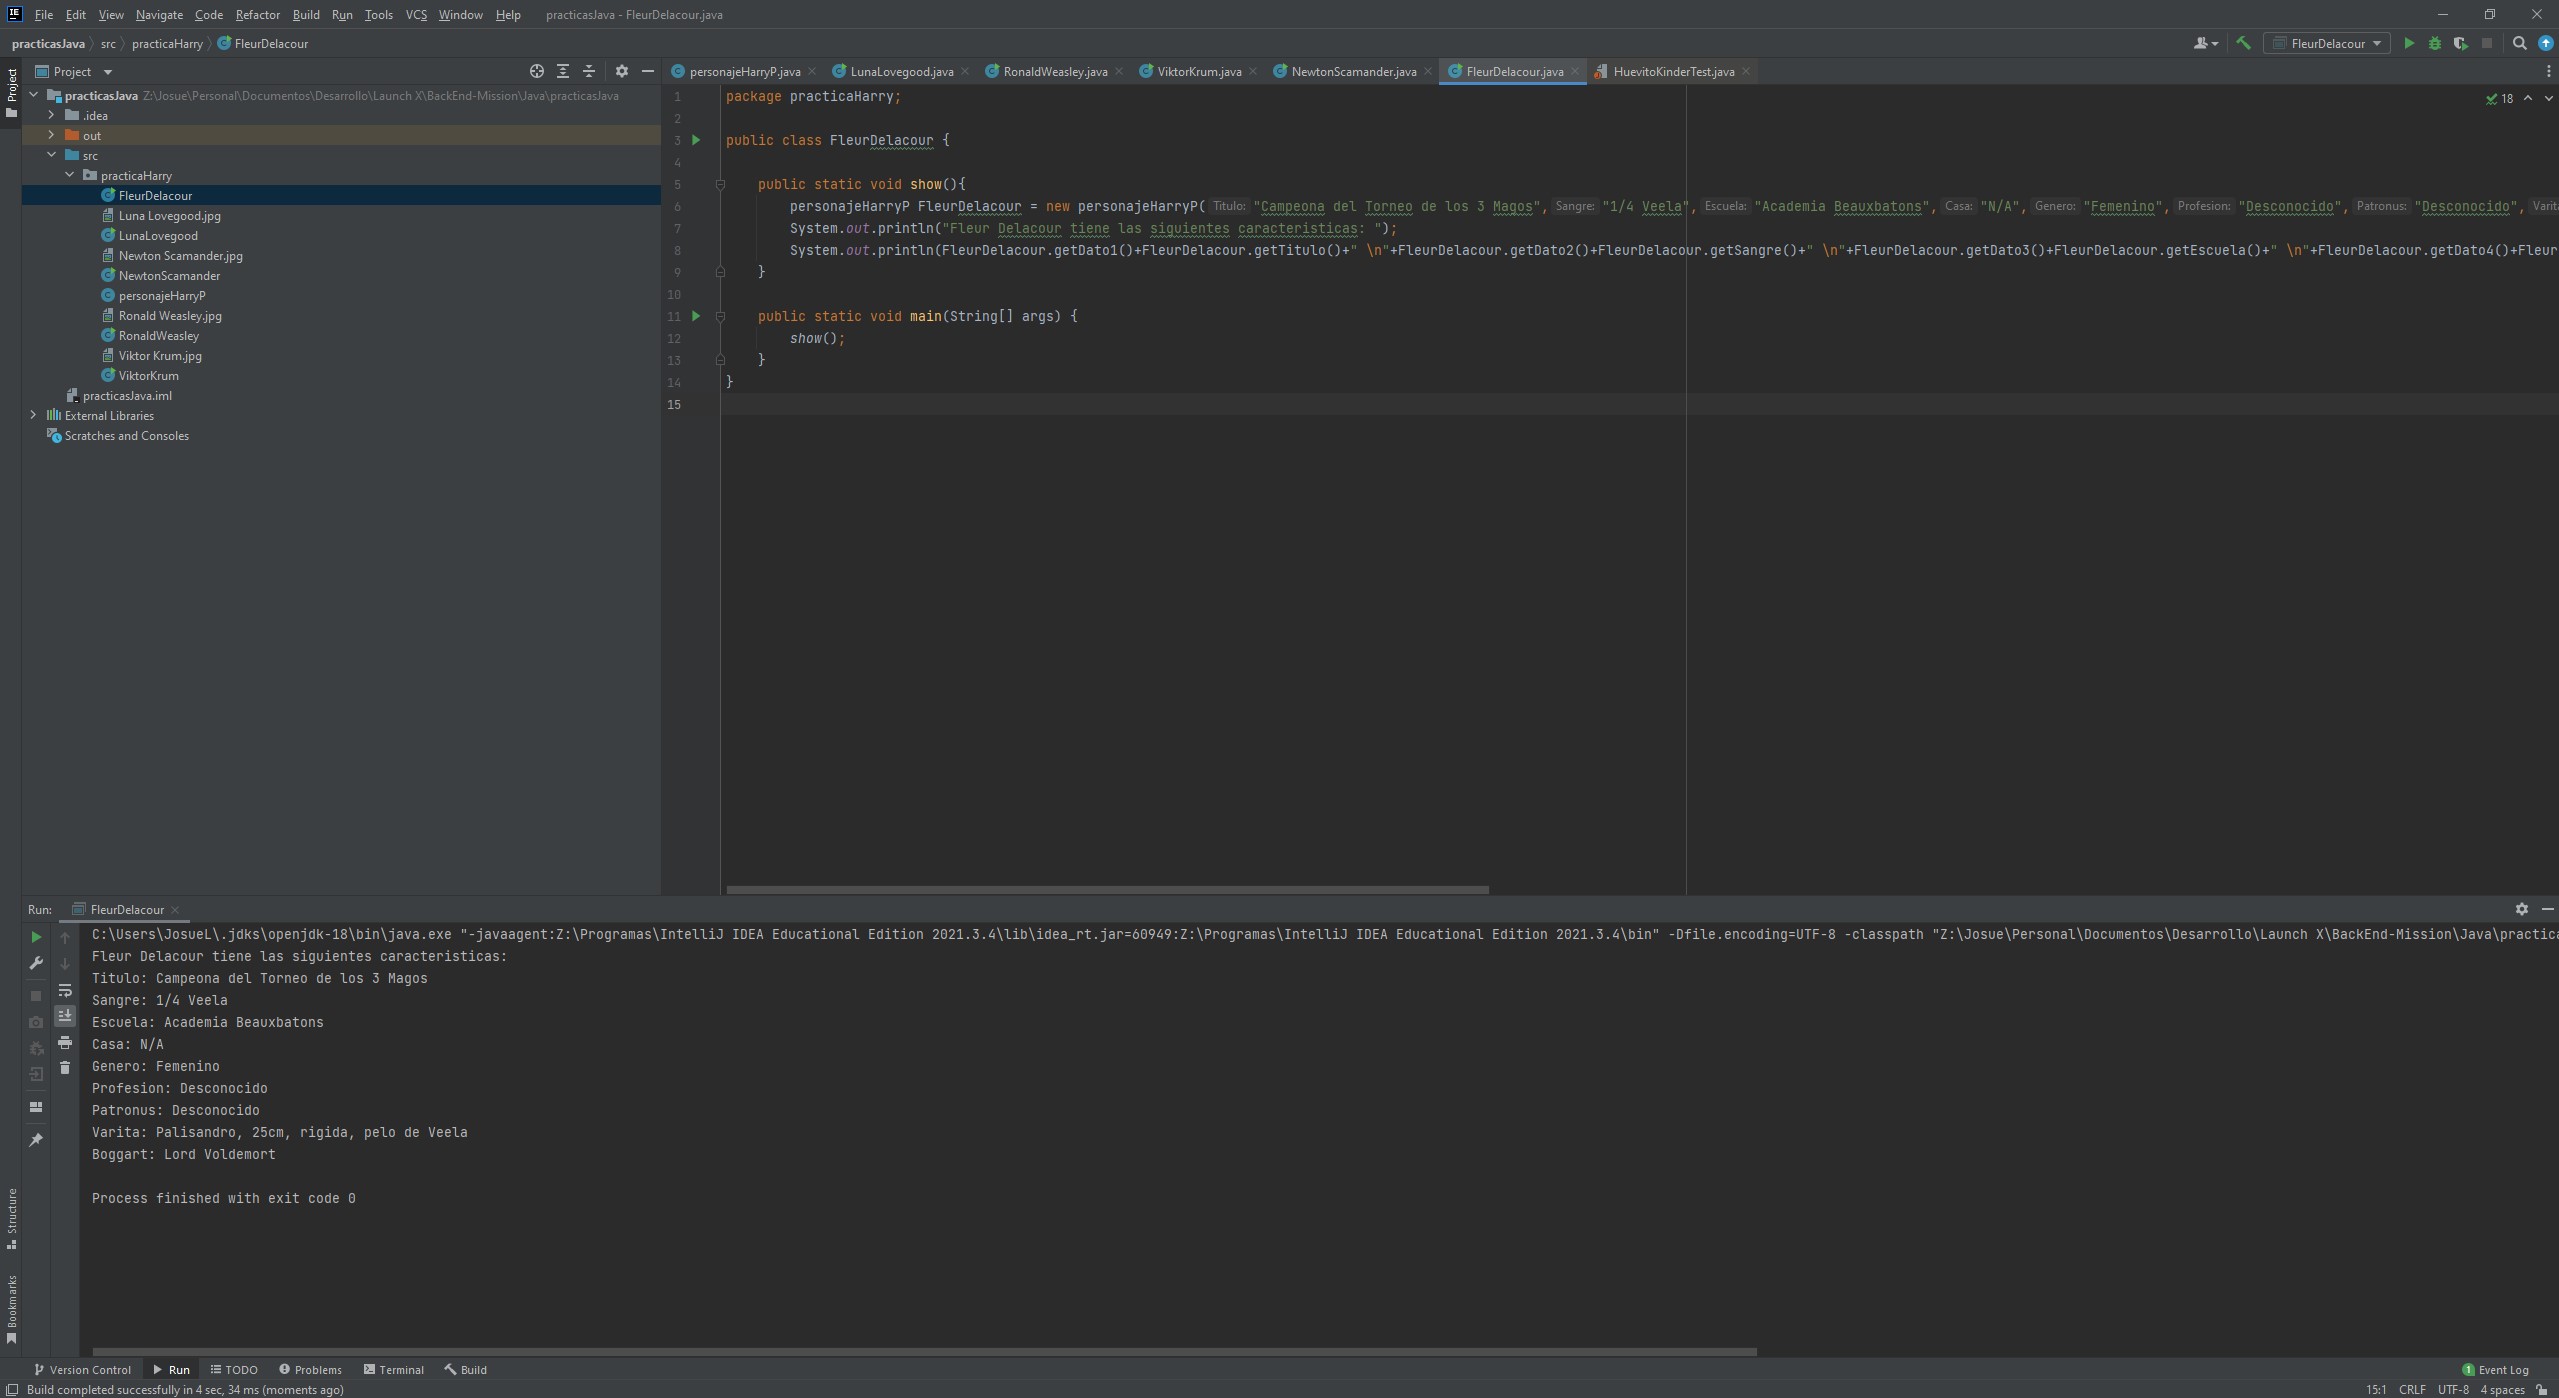 File Edit View Navigate Code Refactor Build Run Tools VCS Window Help practicasJava - FleurDelacour.java
practicasJava src practicaHarry FleurDelacour FleurDelacour
Project
personajeHarryP.java LunaLovegood.java RonaldWeasley.java ViktorKrum.java NewtonScamander.java FleurDelacour.java HuevitoKinderTest.java
Project
practicasJava Z:\Josue\Personal\Documentos\Desarrollo\Launch X\BackEnd-Mission\Java\practicasJava
.idea
out
src
practicaHarry
FleurDelacour
Luna Lovegood.jpg
LunaLovegood
Newton Scamander.jpg
NewtonScamander
personajeHarryP
Ronald Weasley.jpg
RonaldWeasley
Viktor Krum.jpg
ViktorKrum
practicasJava.iml
External Libraries
Scratches and Consoles
18
1 package practicaHarry;
2
3 public class FleurDelacour {
4
5 public static void show(){
6 personajeHarryP FleurDelacour = new personajeHarryP( Titulo: "Campeona del Torneo de los 3 Magos", Sangre: "1/4 Veela", Escuela: "Academia Beauxbatons", Casa: "N/A", Genero: "Femenino", Profesion: "Desconocido", Patronus: "Desconocido", Varit
7 System.out.println("Fleur Delacour tiene las siguientes caracteristicas: ");
8 System.out.println(FleurDelacour.getDato1()+FleurDelacour.getTitulo()+" \n"+FleurDelacour.getDato2()+FleurDelacour.getSangre()+" \n"+FleurDelacour.getDato3()+FleurDelacour.getEscuela()+" \n"+FleurDelacour.getDato4()+Fleur
9 }
10
11 public static void main(String[] args) {
12 show();
13 }
14 }
15
Run: FleurDelacour
C:\Users\JosueL\.jdks\openjdk-18\bin\java.exe "-javaagent:Z:\Programas\IntelliJ IDEA Educational Edition 2021.3.4\lib\idea_rt.jar=60949:Z:\Programas\IntelliJ IDEA Educational Edition 2021.3.4\bin" -Dfile.encoding=UTF-8 -classpath "Z:\Josue\Personal\Documentos\Desarrollo\Launch X\BackEnd-Mission\Java\practica
Fleur Delacour tiene las siguientes caracteristicas:
Titulo: Campeona del Torneo de los 3 Magos
Sangre: 1/4 Veela
Escuela: Academia Beauxbatons
Casa: N/A
Genero: Femenino
Profesion: Desconocido
Patronus: Desconocido
Varita: Palisandro, 25cm, rigida, pelo de Veela
Boggart: Lord Voldemort
Process finished with exit code 0
Structure
Bookmarks
Version Control Run TODO Problems Terminal Build 1 Event Log
Build completed successfully in 4 sec, 34 ms (moments ago) 15:1 CRLF UTF-8 4 spaces